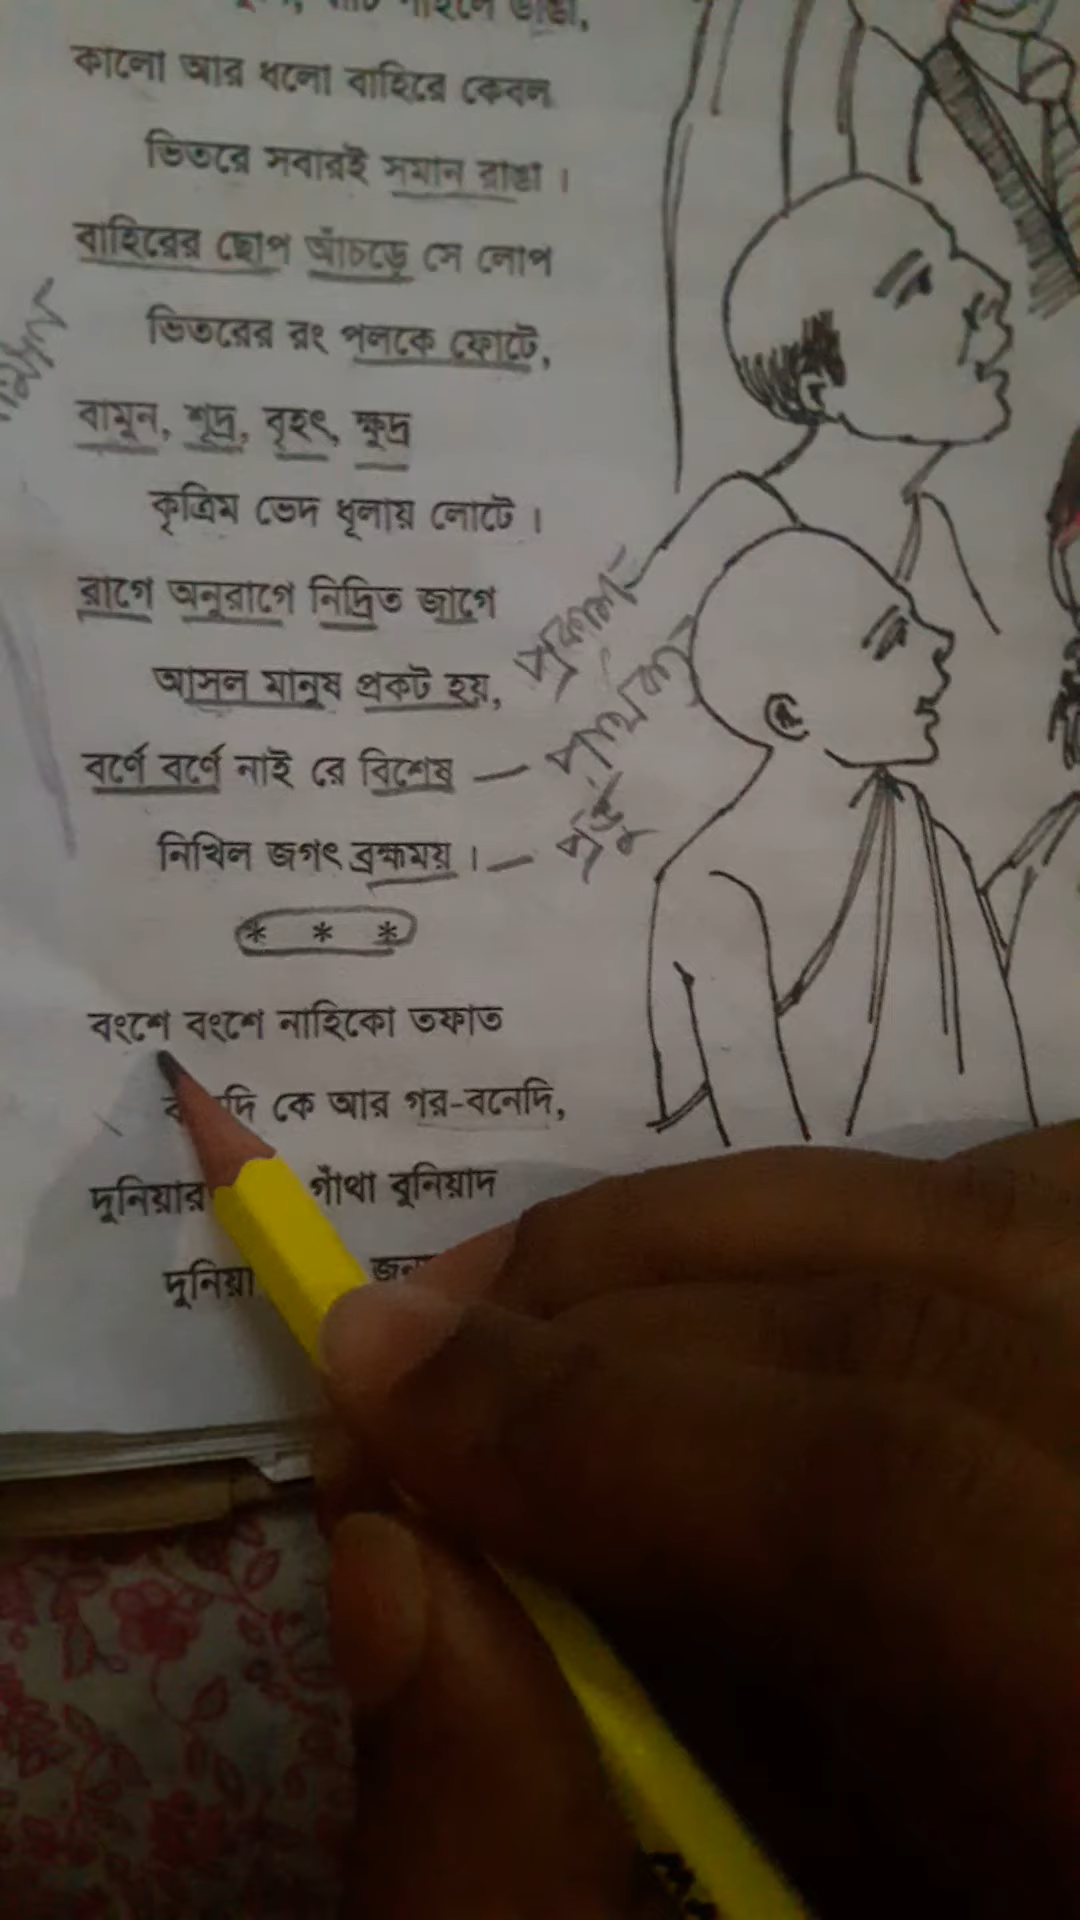 কালো আর ধলো বাহিরে কেবল
ভিতরে সবারই সমান রাঙা ।
বাহিরের ছোপ আঁচড়ে সে লোপ
ভিতরের রং পলকে ফোটে,
বামুন, শূদ্র, বৃহৎ, ক্ষুদ্র
কৃত্রিম ভেদ ধূলায় লোটে ।
রাগে অনুরাগে নিদ্রিত জাগে
আসল মানুষ প্রকট হয়,
বর্ণে বর্ণে নাই রে বিশেষ
নিখিল জগৎ ব্রহ্মময় ।
* * *
বংশে বংশে নাহিকো তফাত
কে আর গর-বনেদি,
দুনিয়ার গাঁথা বুনিয়াদ